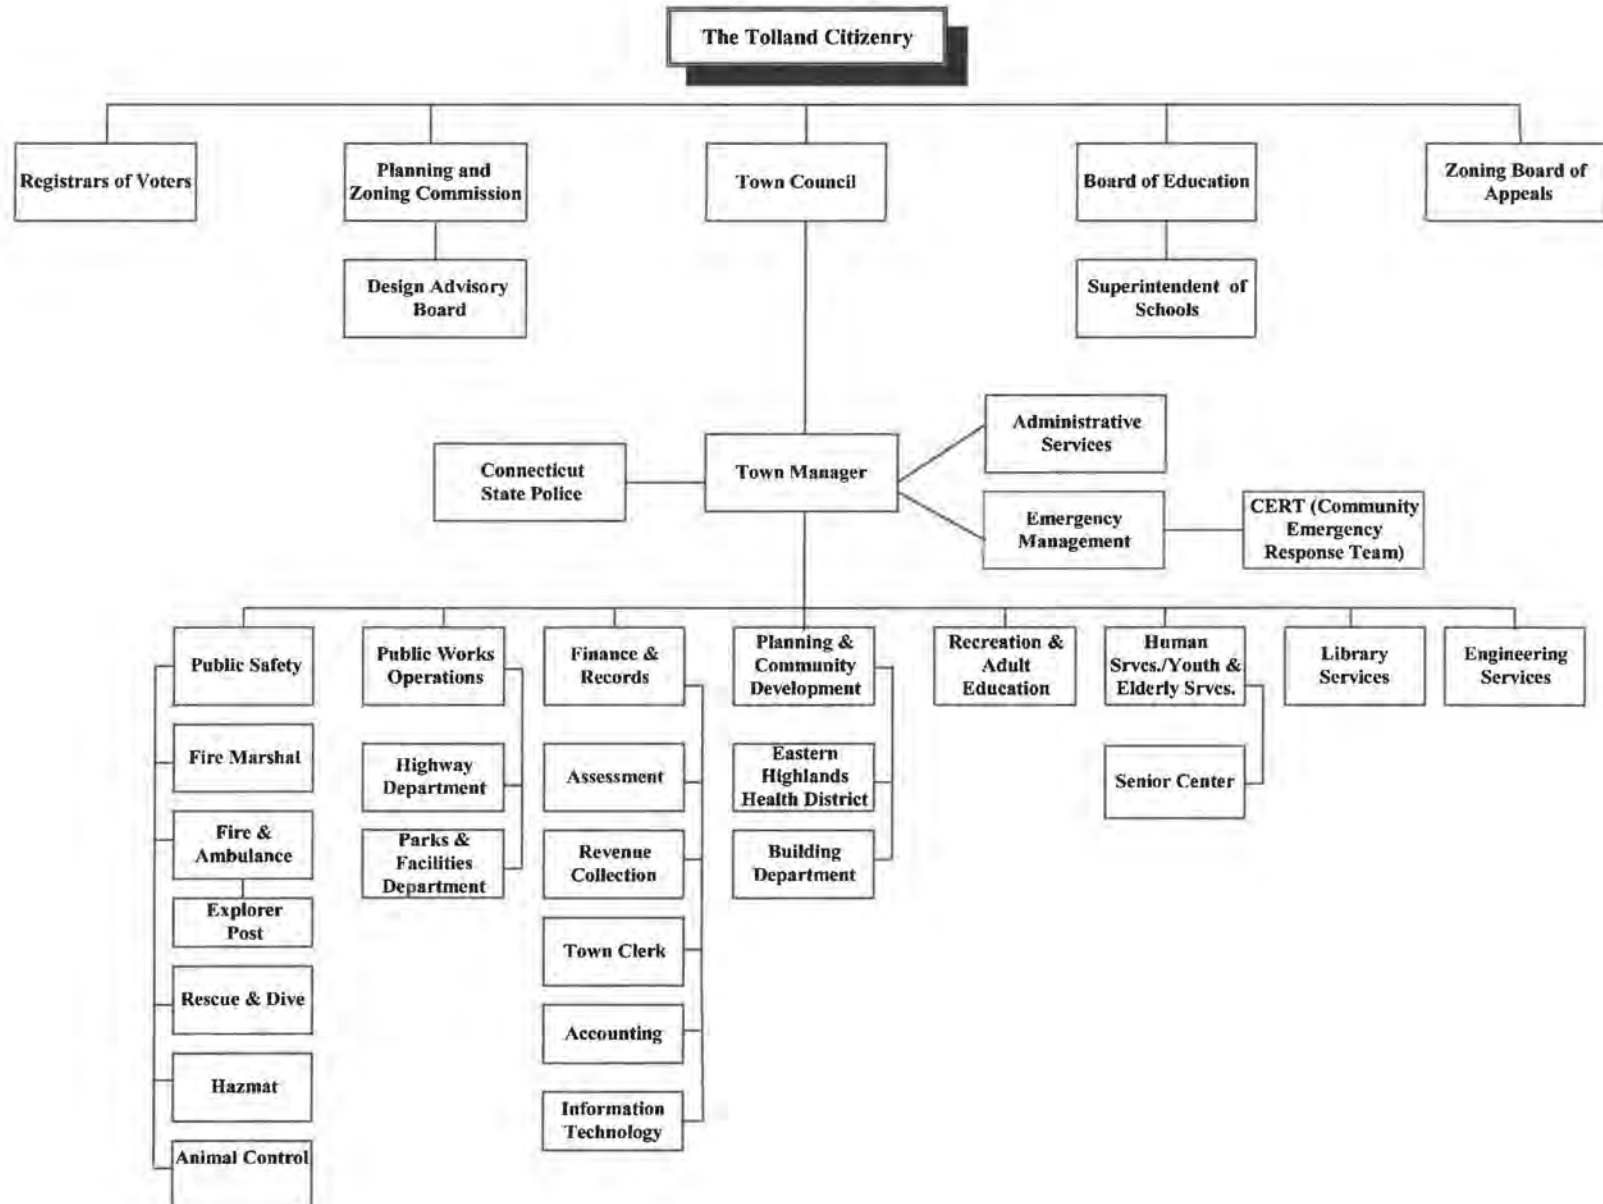 The Tolland Citizenry
Registrars of Voters
Planning and
Zoning Commission
Town Council
Board of Education
Zoning Board of
Appeals
Design Advisory
Board
Superintendent of
Schools
Administrative
Services
Connecticut
State Police
Town Manager
Emergency
Management
CERT (Community
Emergency
Response Team)
Public Safety
Public Works
Operations
Finance &
Records
Planning &
Community
Development
Recreation &
Adult
Education
Human
Srvcs./Youth &
Elderly Srvcs.
Library
Services
Engineering
Services
Fire Marshal
Highway
Department
Assessment
Eastern
Highlands
Health District
Senior Center
Fire &
Ambulance
Parks &
Facilities
Department
Revenue
Collection
Building
Department
Explorer
Post
Town Clerk
Rescue & Dive
Accounting
Hazmat
Information
Technology
Animal Control